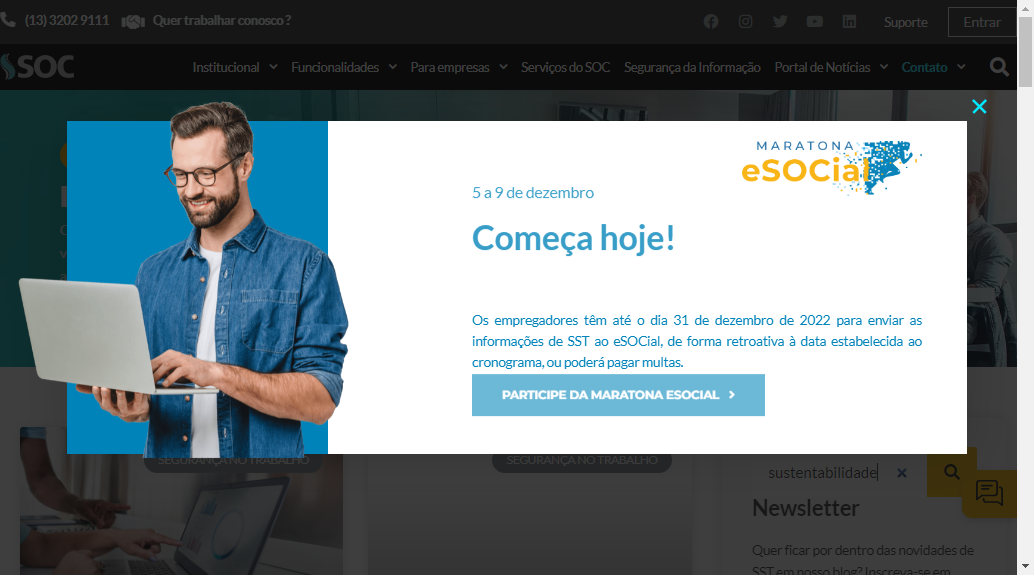 (13) 3202 9111 Quer trabalhar conosco ?
Suporte
Entrar
SOC
Institucional
Funcionalidades
Para empresas
Serviços do SOC
Segurança da Informação
Portal de Notícias
Contato
MARATONA
eSOCial
5 a 9 de dezembro
Começa hoje!
Os empregadores têm até o dia 31 de dezembro de 2022 para enviar as
informações de SST ao eSOCial, de forma retroativa à data estabelecida ao
cronograma, ou poderá pagar multas.
PARTICIPE DA MARATONA ESOCIAL
SEGURANÇA NO TRABALHO
SEGURANÇA NO TRABALHO
sustentabilidade
Newsletter
Quer ficar por dentro das novidades de
SST em nosso blog? Inscreva-se em